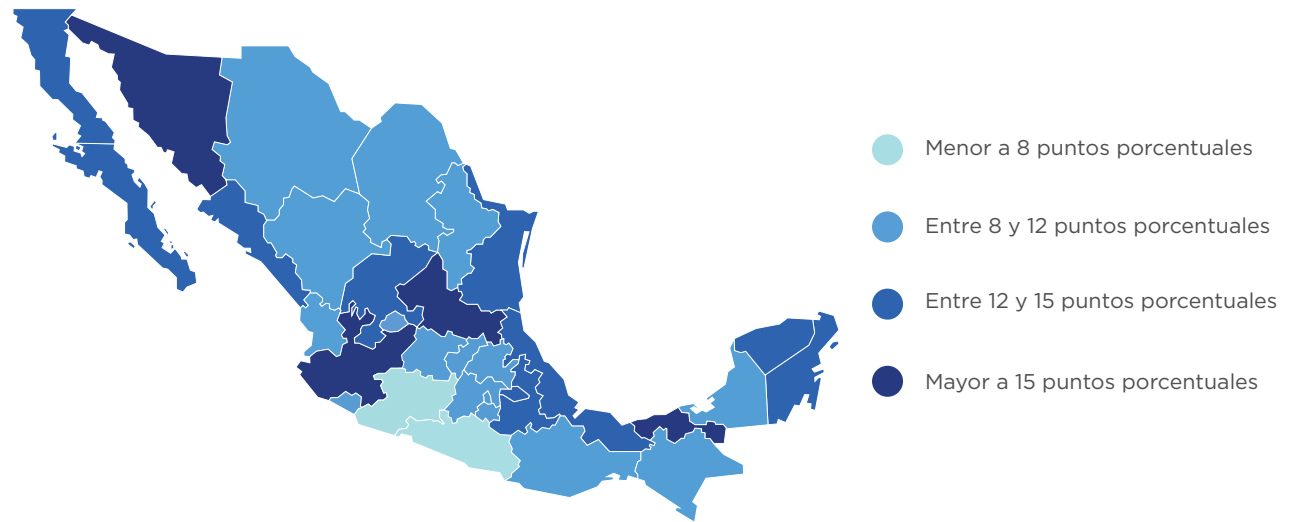 Menor a 8 puntos porcentuales
Entre 8 y 12 puntos porcentuales
Entre 12 y 15 puntos porcentuales
Mayor a 15 puntos porcentuales